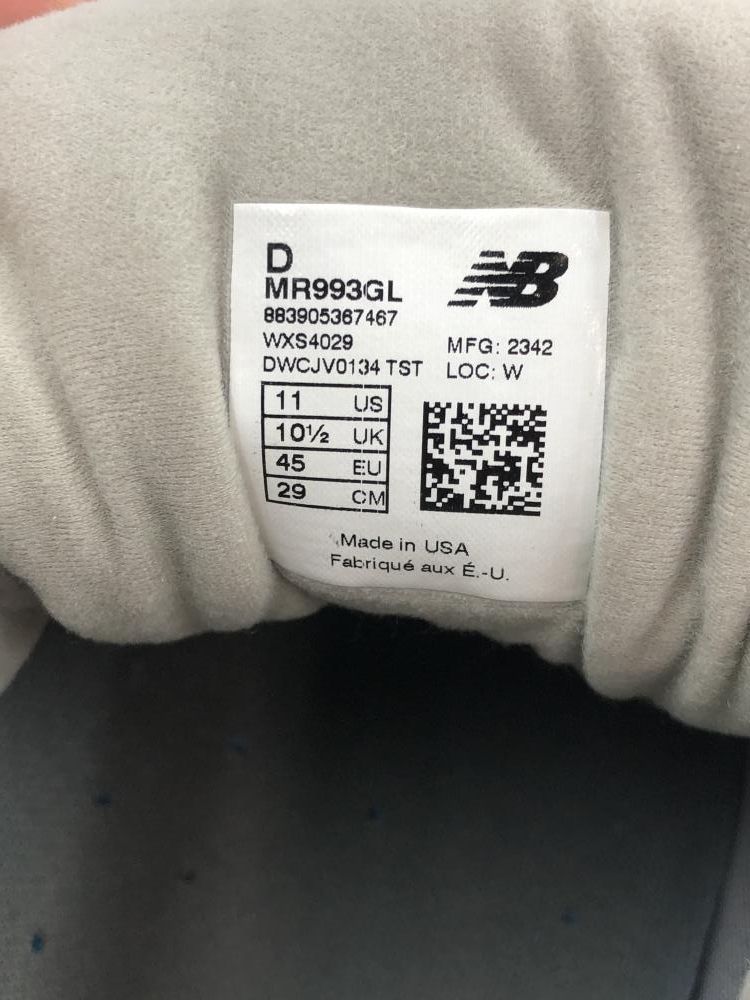 D
MR993GL
NB
883905367467
WXS4029
MFG: 2342
DWCJV0134 TST
LOC: W
11 US
10½ UK
45 EU
29 CM
Made in USA
Fabriqué aux É.-U.